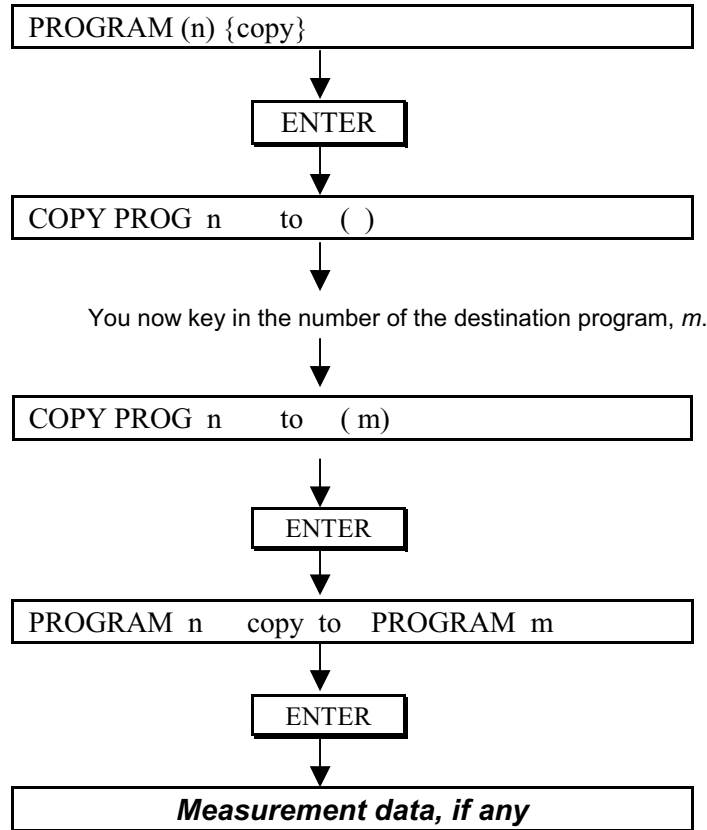 PROGRAM (n) {copy}
ENTER
COPY PROG n to ( )
You now key in the number of the destination program, m.
COPY PROG n to ( m)
ENTER
PROGRAM n copy to PROGRAM m
ENTER
Measurement data, if any